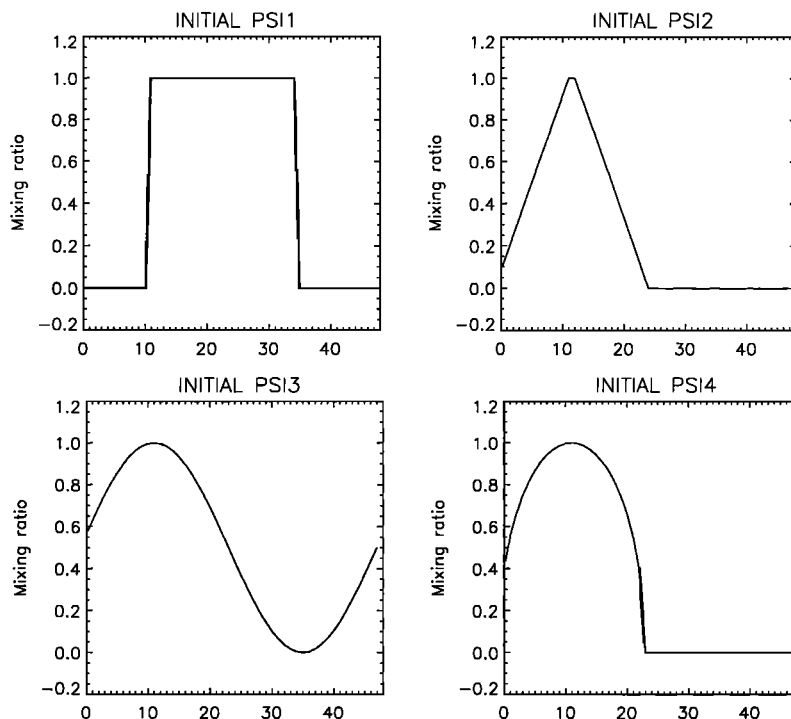 INITIAL PSI1
Mixing ratio
1.2
1.0
0.8
0.6
0.4
0.2
0.0
−0.2
0 10 20 30 40
INITIAL PSI2
Mixing ratio
1.2
1.0
0.8
0.6
0.4
0.2
0.0
−0.2
0 10 20 30 40
INITIAL PSI3
Mixing ratio
1.2
1.0
0.8
0.6
0.4
0.2
0.0
−0.2
0 10 20 30 40
INITIAL PSI4
Mixing ratio
1.2
1.0
0.8
0.6
0.4
0.2
0.0
−0.2
0 10 20 30 40